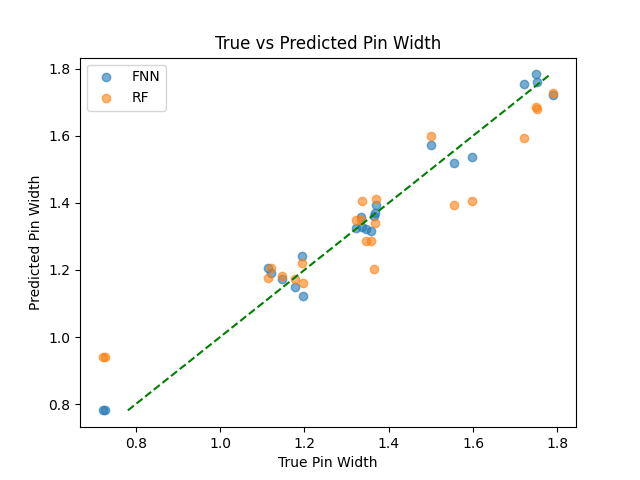 True vs Predicted Pin Width
FNN
RF
Predicted Pin Width
1.8
1.6
1.4
1.2
1.0
0.8
0.8 1.0 1.2 1.4 1.6 1.8
True Pin Width